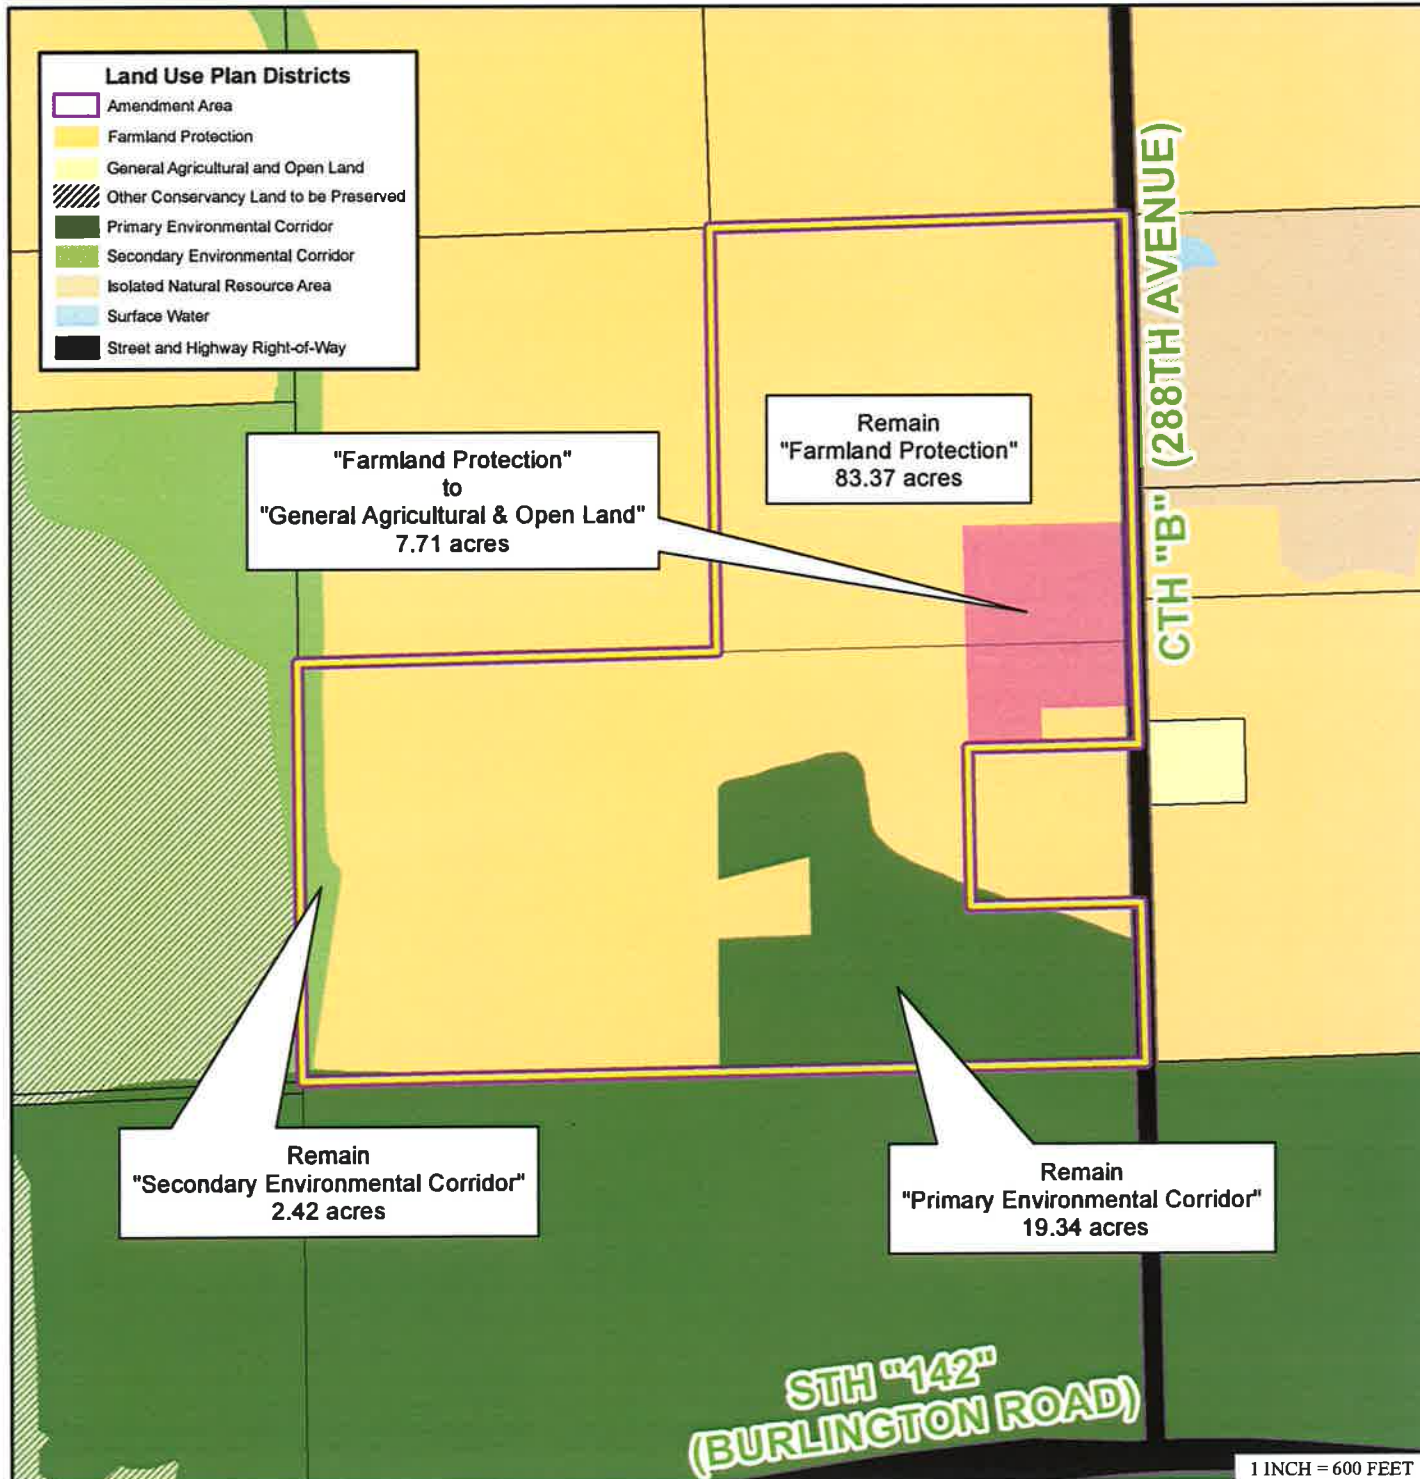 Land Use Plan Districts
Amendment Area
Farmland Protection
General Agricultural and Open Land
Other Conservancy Land to be Preserved
Primary Environmental Corridor
Secondary Environmental Corridor
Isolated Natural Resource Area
Surface Water
Street and Highway Right-of-Way
CTH "B" (288TH AVENUE)
Remain
"Farmland Protection"
83.37 acres
"Farmland Protection"
to
"General Agricultural & Open Land"
7.71 acres
Remain
"Secondary Environmental Corridor"
2.42 acres
Remain
"Primary Environmental Corridor"
19.34 acres
STH "142"
(BURLINGTON ROAD)
1 INCH = 600 FEET